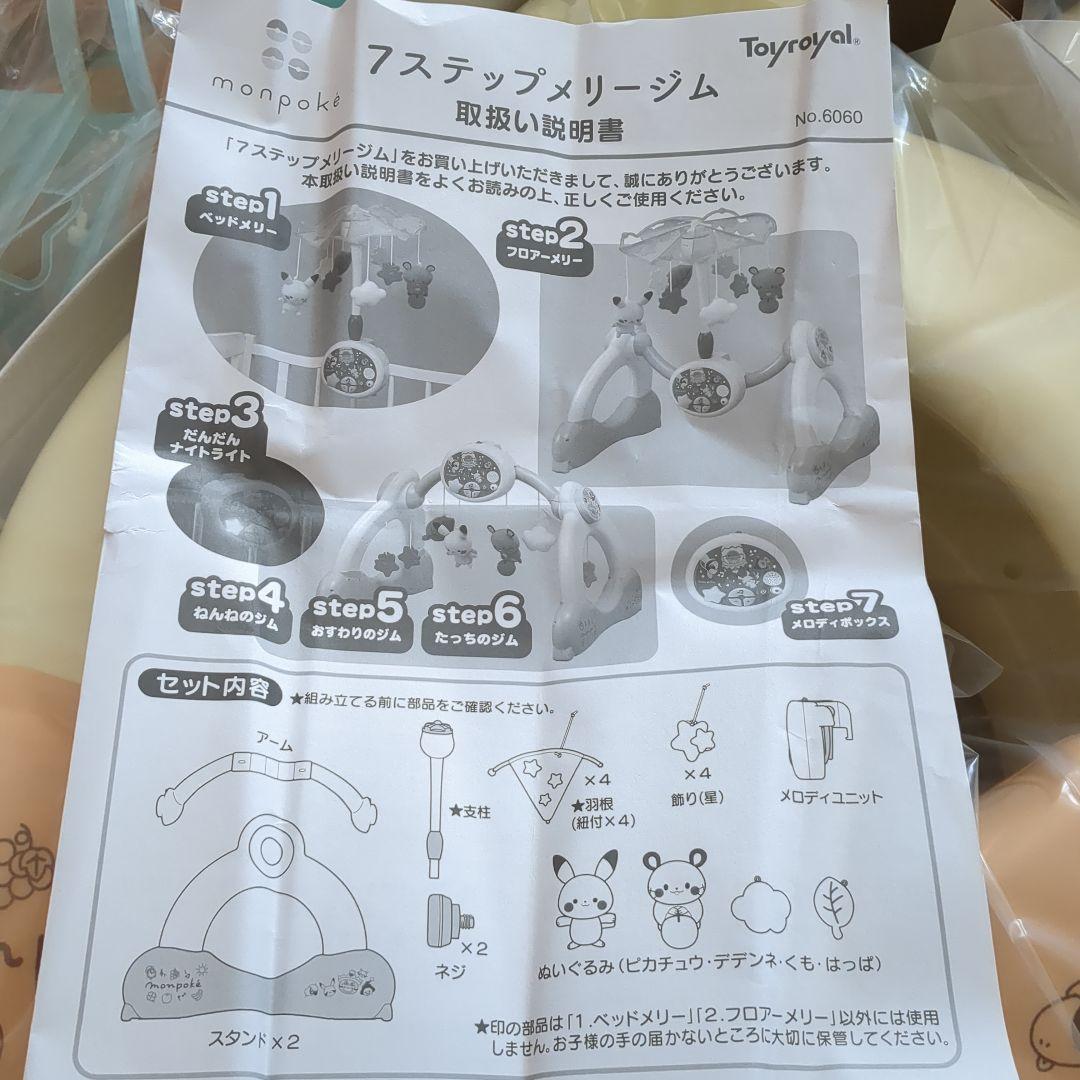 monpoké
7ステップメリージム
Toyroyal®
取扱い説明書
No.6060
「7ステップメリージム」をお買い上げいただきまして、誠にありがとうございます。
本取扱い説明書をよくお読みの上、正しくご使用ください。
step1
ベッドメリー
step2
フロアーメリー
step3
だんだん
ナイトライト
step4
ねんねのジム
step5
おすわりのジム
step6
たっちのジム
step7
メロディボックス
セット内容
★組み立てる前に部品をご確認ください。
アーム
★支柱
×4
★羽根
(紐付×4)
×4
飾り(星)
メロディユニット
×2
ネジ
monpoké
スタンド×2
ぬいぐるみ(ピカチュウ・デデンネ・くも・はっぱ)
★印の部品は「1.ベッドメリー」「2.フロアーメリー」以外には使用
しません。お子様の手の届かないところに大切に保管してください。